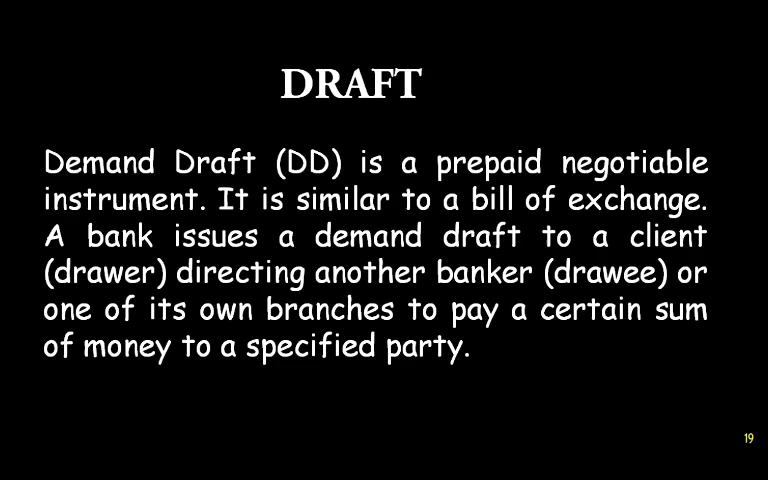 DRAFT
Demand Draft (DD) is a prepaid negotiable
instrument. It is similar to a bill of exchange.
A bank issues a demand draft to a client
(drawer) directing another banker (drawee) or
one of its own branches to pay a certain sum
of money to a specified party.
19